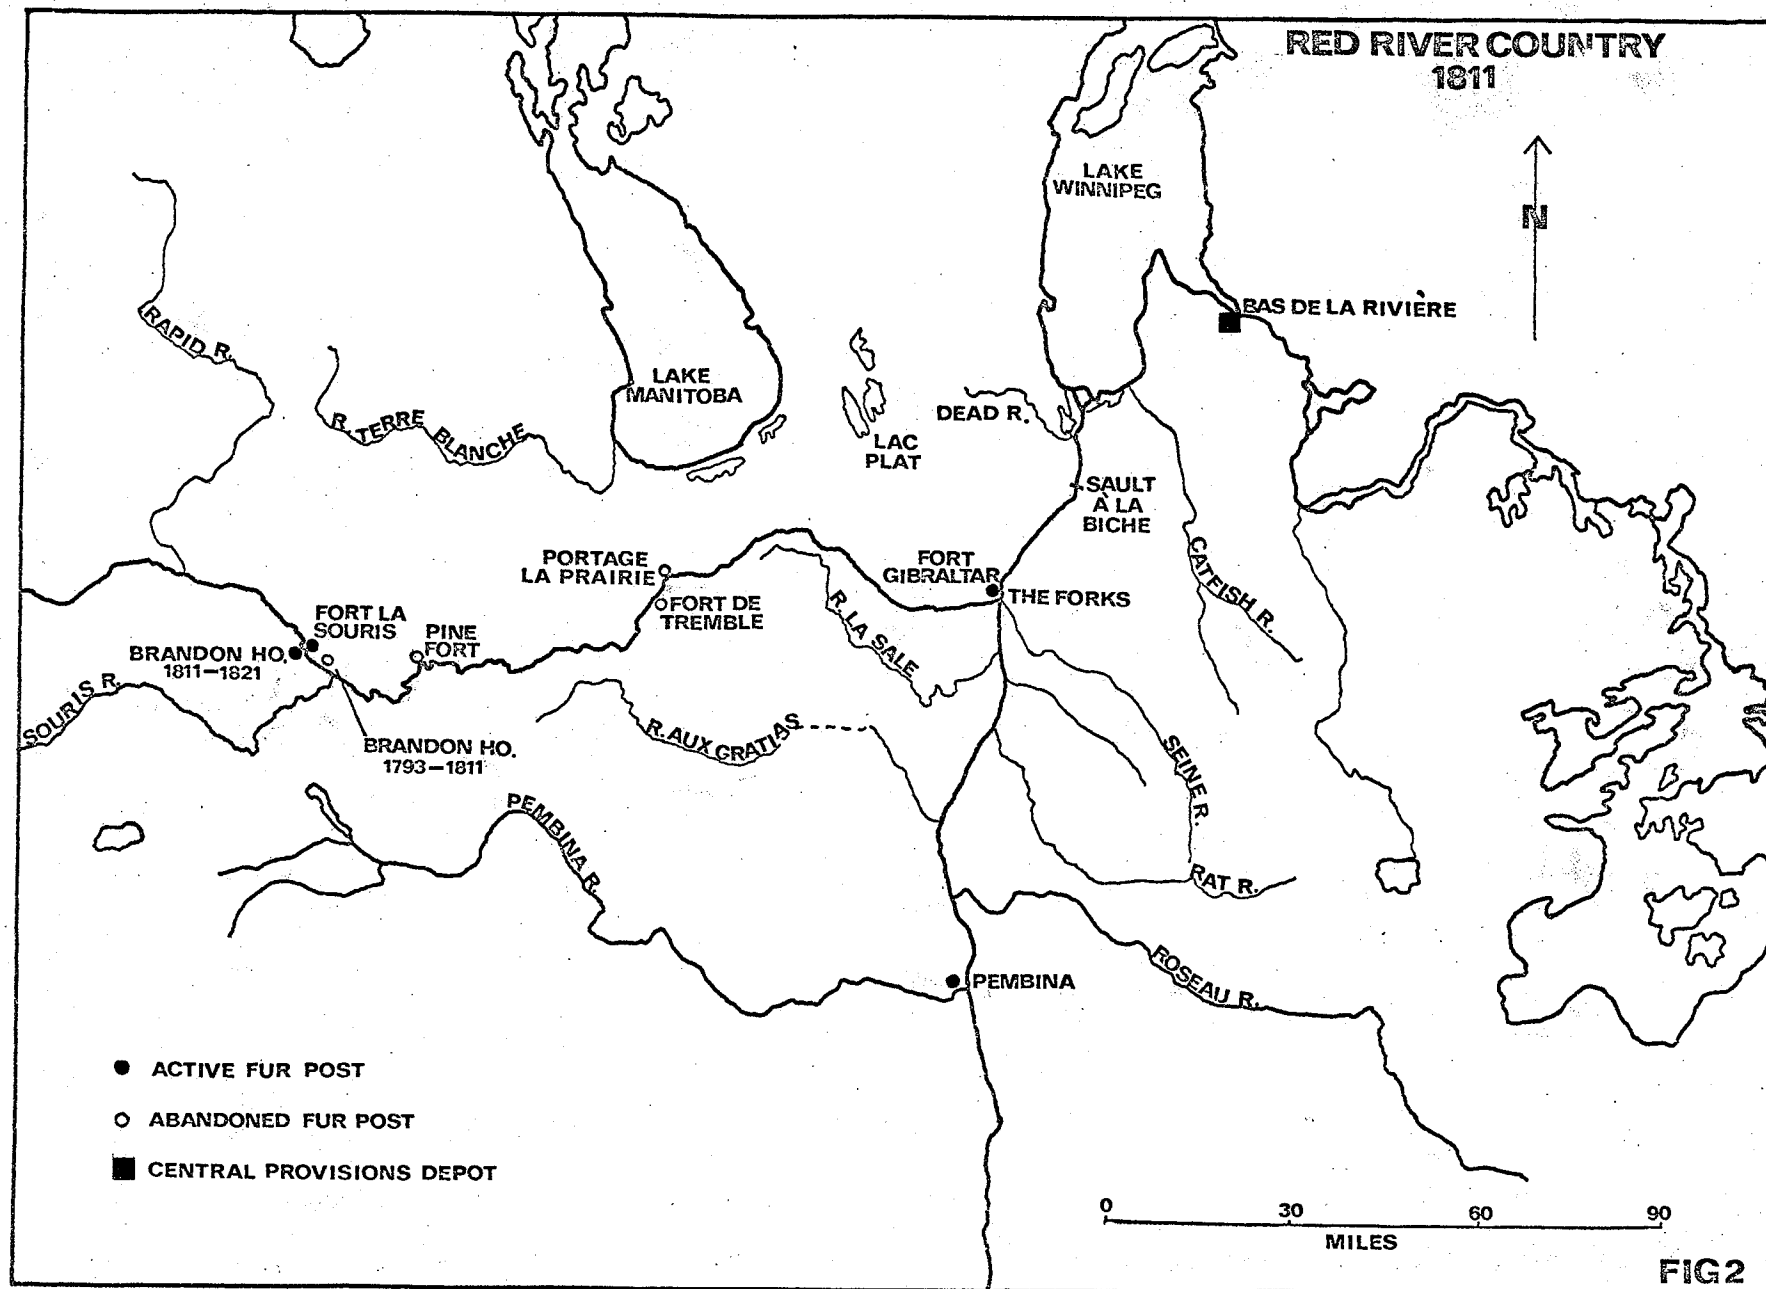 RED RIVER COUNTRY
1811
LAKE
WINNIPEG
N
BAS DE LA RIVIÈRE
RAPID R.
LAKE
MANITOBA
R. TERRE BLANCHE
DEAD R.
LAC
PLAT
SAULT
À LA
BICHE
PORTAGE
LA PRAIRIE
FORT
GIBRALTAR
CATFISH R.
THE FORKS
FORT DE
TREMBLE
R. LA SALE
FORT LA
SOURIS
PINE
FORT
BRANDON HO.
1811–1821
SOURIS R.
R. AUX GRATIAS
BRANDON HO.
1793–1811
SEINE R.
PEMBINA R.
RAT R.
ROSEAU R.
PEMBINA
ACTIVE FUR POST
ABANDONED FUR POST
CENTRAL PROVISIONS DEPOT
0 30 60 90
MILES
FIG 2